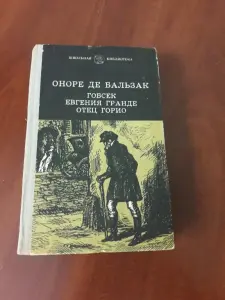 ШКОЛЬНАЯ БИБЛИОТЕКА
ОНОРЕ ДЕ БАЛЬЗАК
ГОБСЕК
ЕВГЕНИЯ ГРАНДЕ
ОТЕЦ ГОРИО